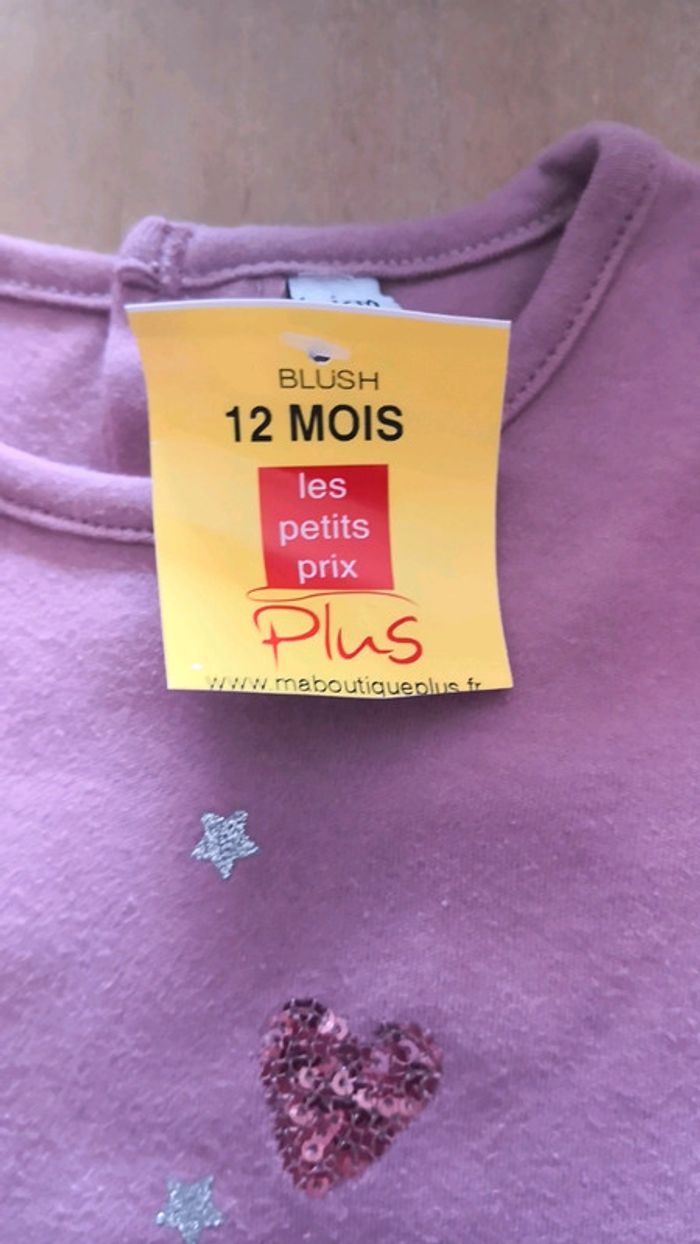 BLUSH
12 MOIS
les
petits
prix
Plus
www.maboutiqueplus.fr